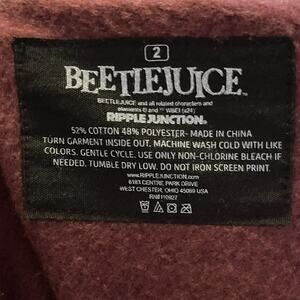 2
BEETLEJUICE™
BEETLEJUICE and all related characters and
elements © and ™ WBEI (s24)
RIPPLE JUNCTION.
52% COTTON 48% POLYESTER- MADE IN CHINA
TURN GARMENT INSIDE OUT. MACHINE WASH COLD WITH LIKE
COLORS. GENTLE CYCLE. USE ONLY NON-CHLORINE BLEACH IF
NEEDED. TUMBLE DRY LOW. DO NOT IRON SCREEN PRINT.
www.RIPPLEJUNCTION.com
6183 CENTRE PARK DRIVE
WEST CHESTER, OHIO 45069 USA
RN#110927